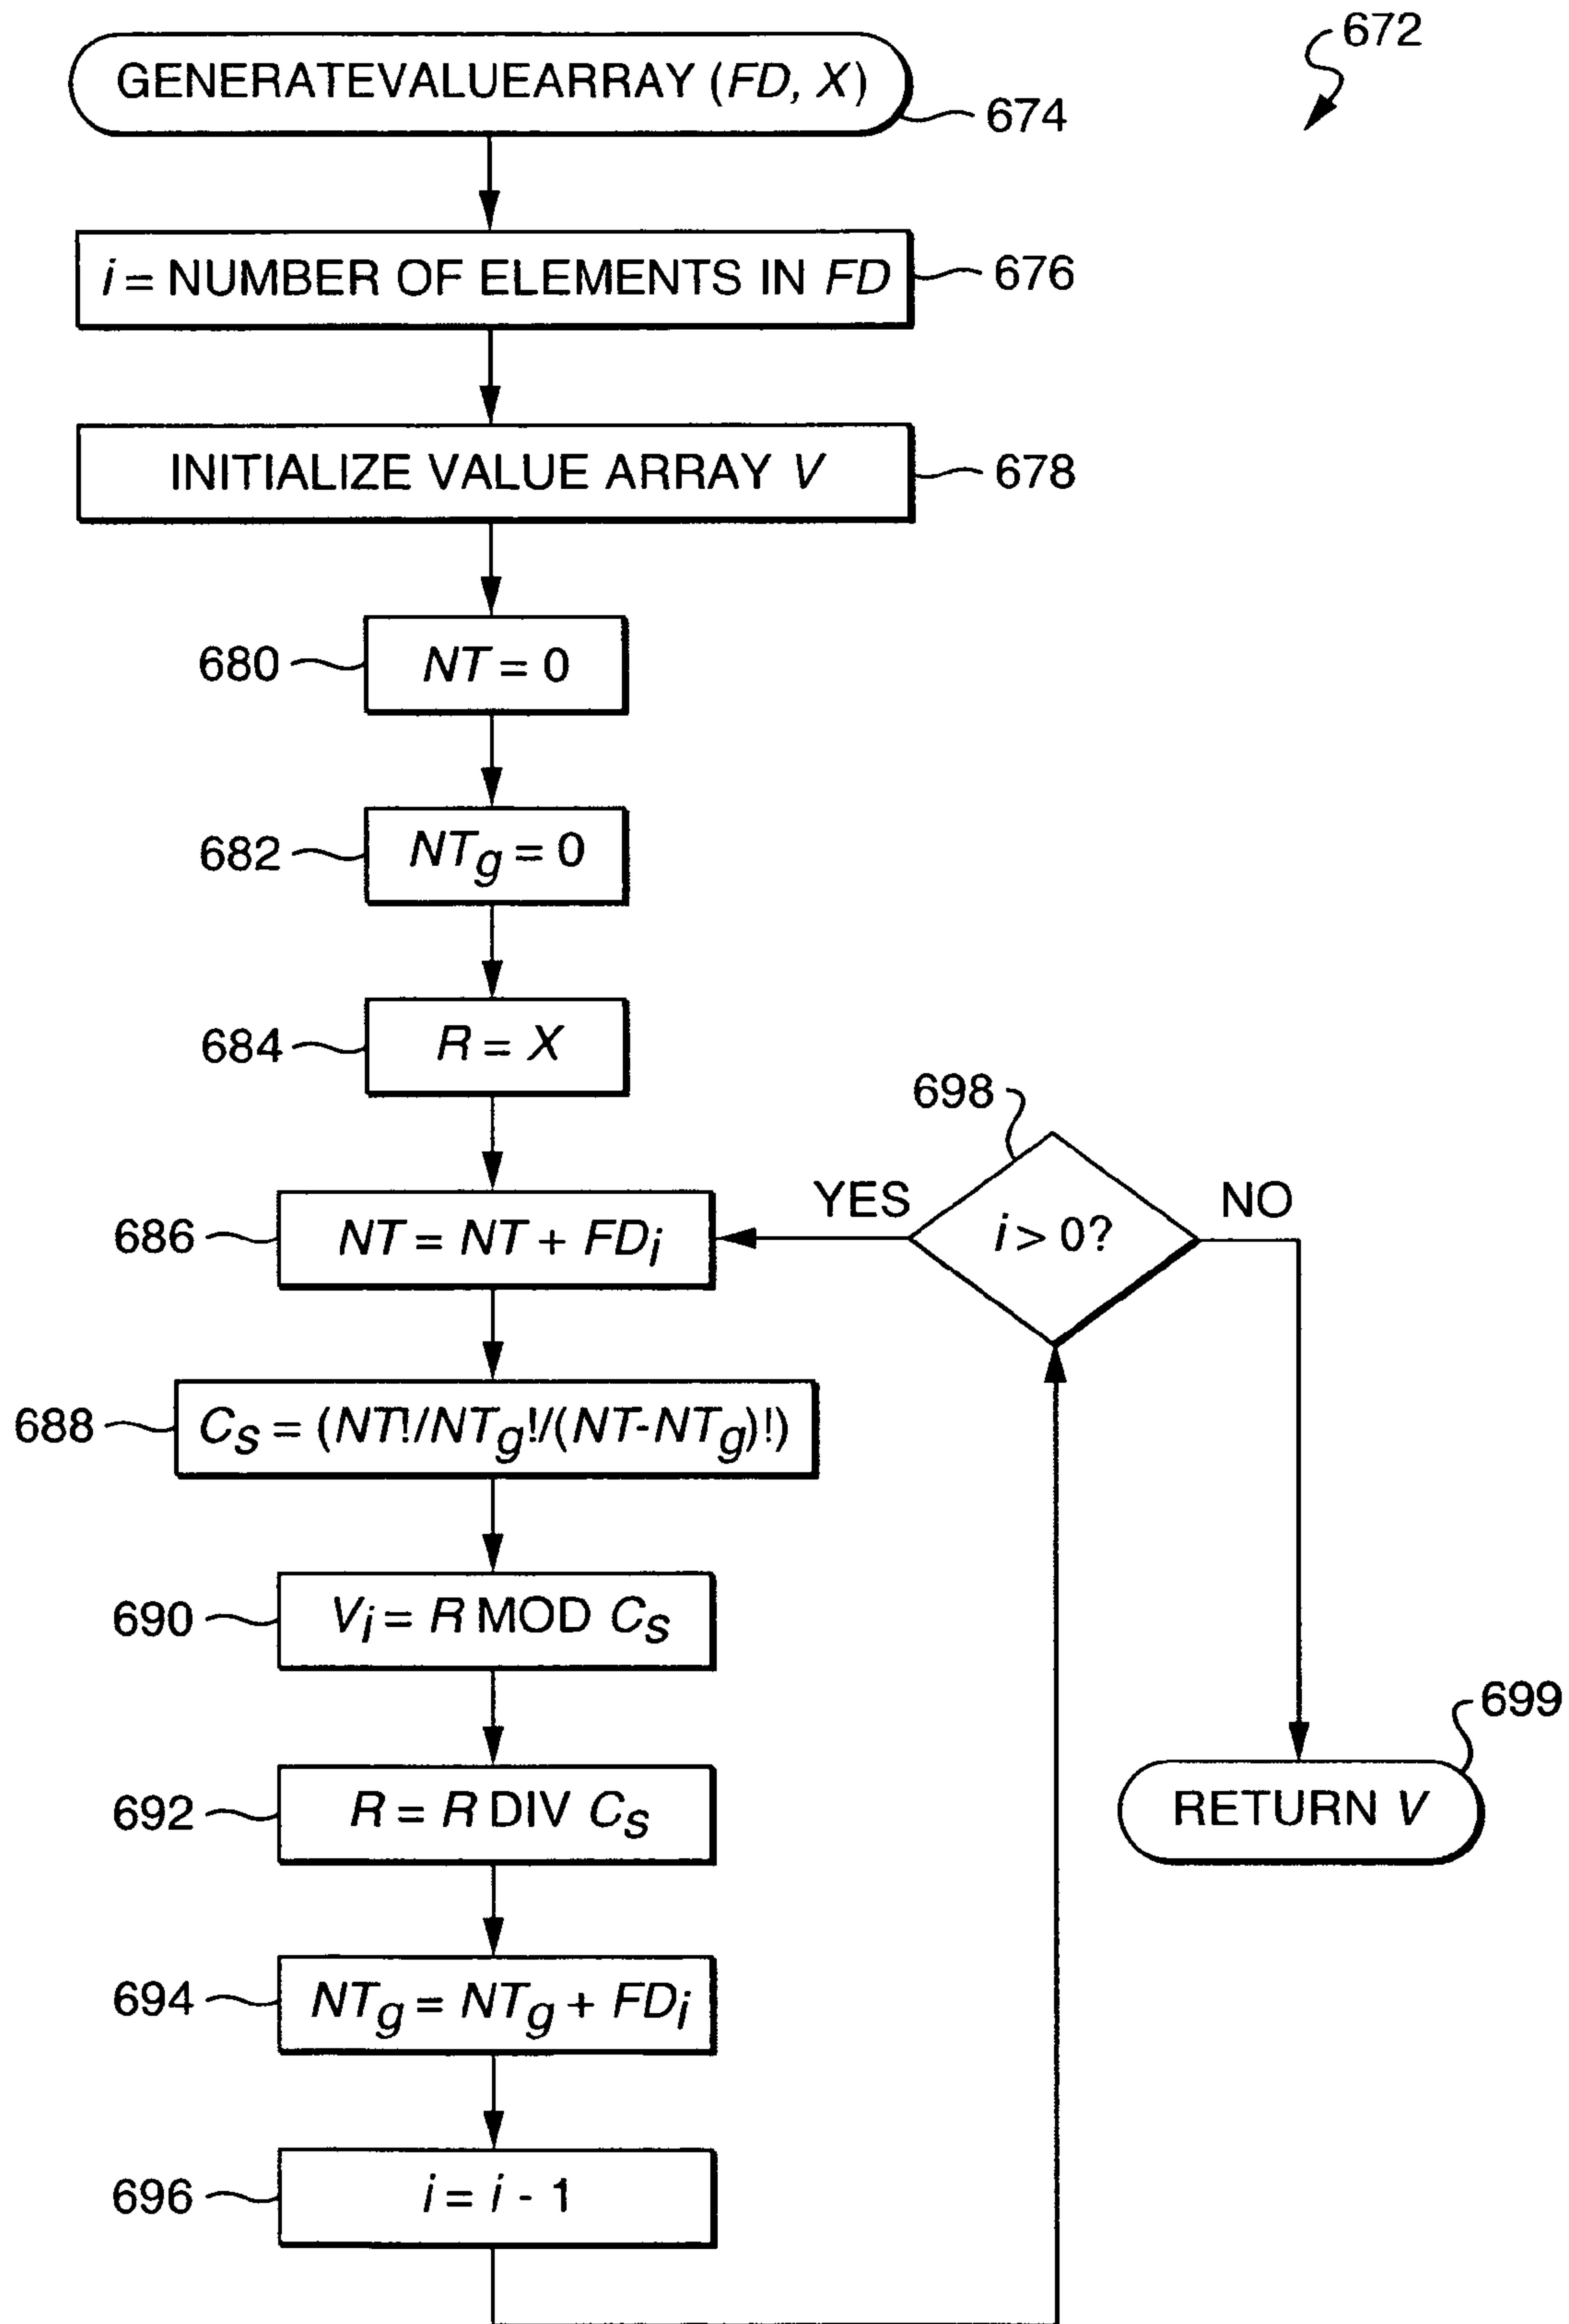 672
GENERATEVALUEARRAY (FD, X)
674
i = NUMBER OF ELEMENTS IN FD
676
INITIALIZE VALUE ARRAY V
678
680
NT = 0
682
NTg = 0
684
R = X
698
686
NT = NT + FDi
YES
i > 0?
NO
688
Cs = (NT!/NTg!/(NT-NTg)!)
690
Vi = R MOD Cs
692
R = R DIV Cs
699
RETURN V
694
NTg = NTg + FDi
696
i = i - 1